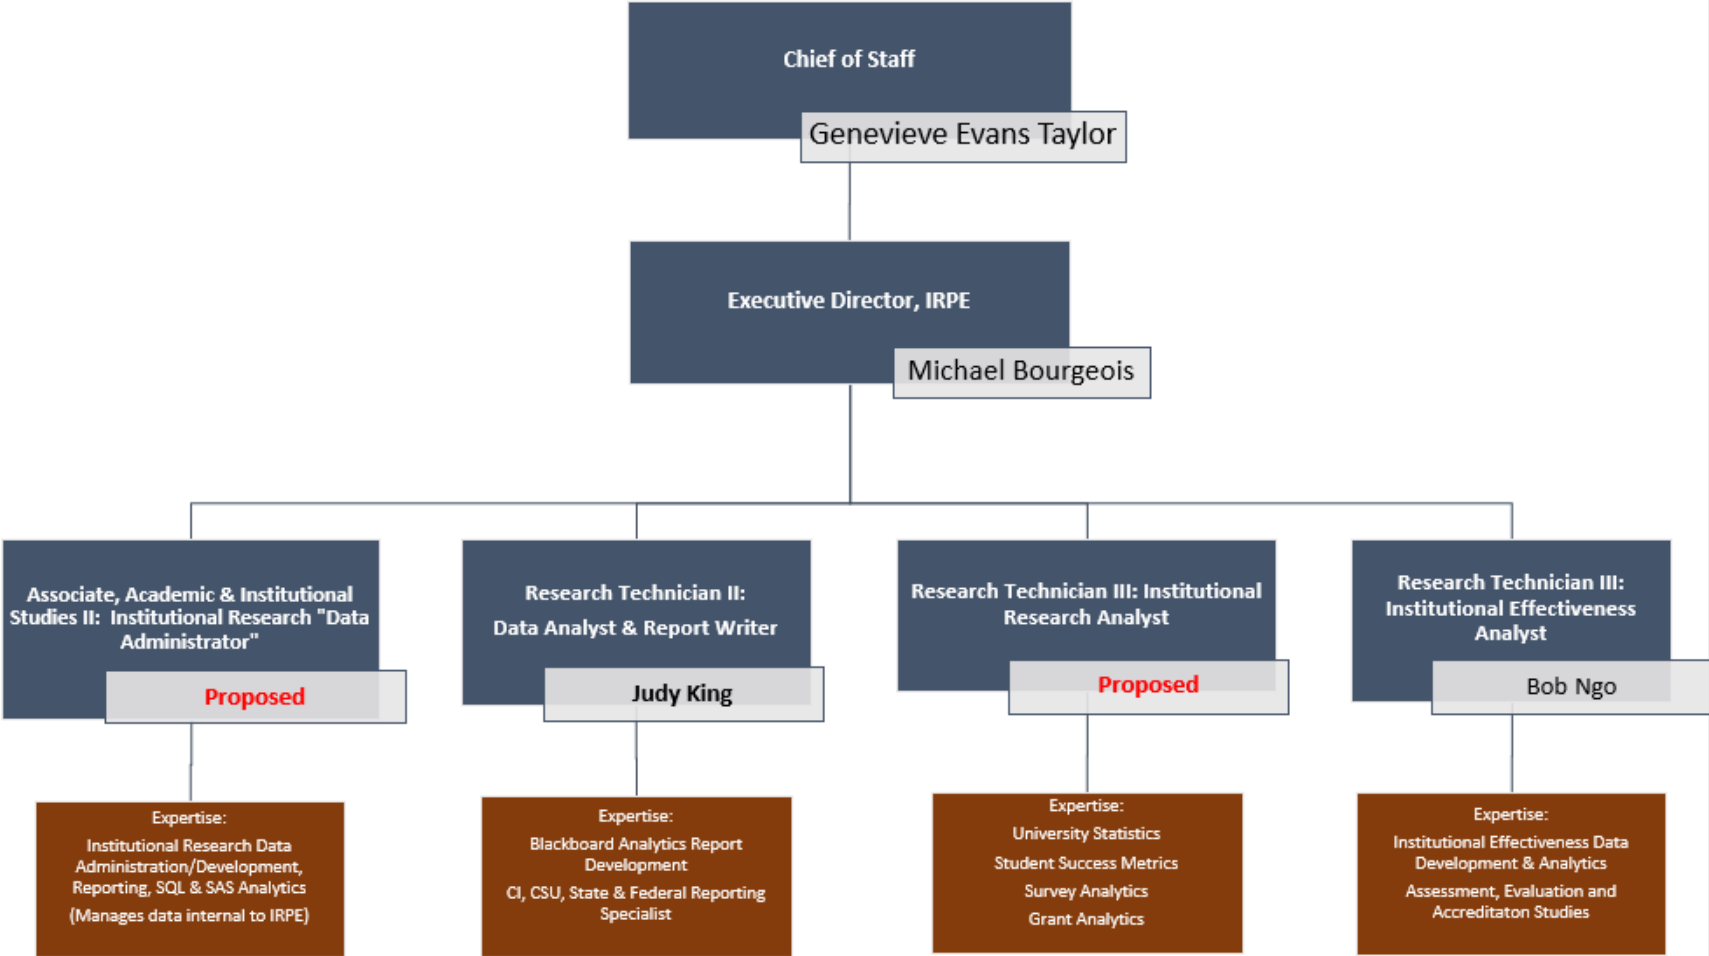 Chief of Staff
Genevieve Evans Taylor
Executive Director, IRPE
Michael Bourgeois
Associate, Academic & Institutional
Studies II:  Institutional Research "Data
Administrator"
Proposed
Research Technician II:
Data Analyst & Report Writer
Judy King
Research Technician III: Institutional
Research Analyst
Proposed
Research Technician III:
Institutional Effectiveness
Analyst
Bob Ngo
Expertise:
Institutional Research Data
Administration/Development,
Reporting, SQL & SAS Analytics
(Manages data internal to IRPE)
Expertise:
Blackboard Analytics Report
Development
CI, CSU, State & Federal Reporting
Specialist
Expertise:
University Statistics
Student Success Metrics
Survey Analytics
Grant Analytics
Expertise:
Institutional Effectiveness Data
Development & Analytics
Assessment, Evaluation and
Accreditaton Studies